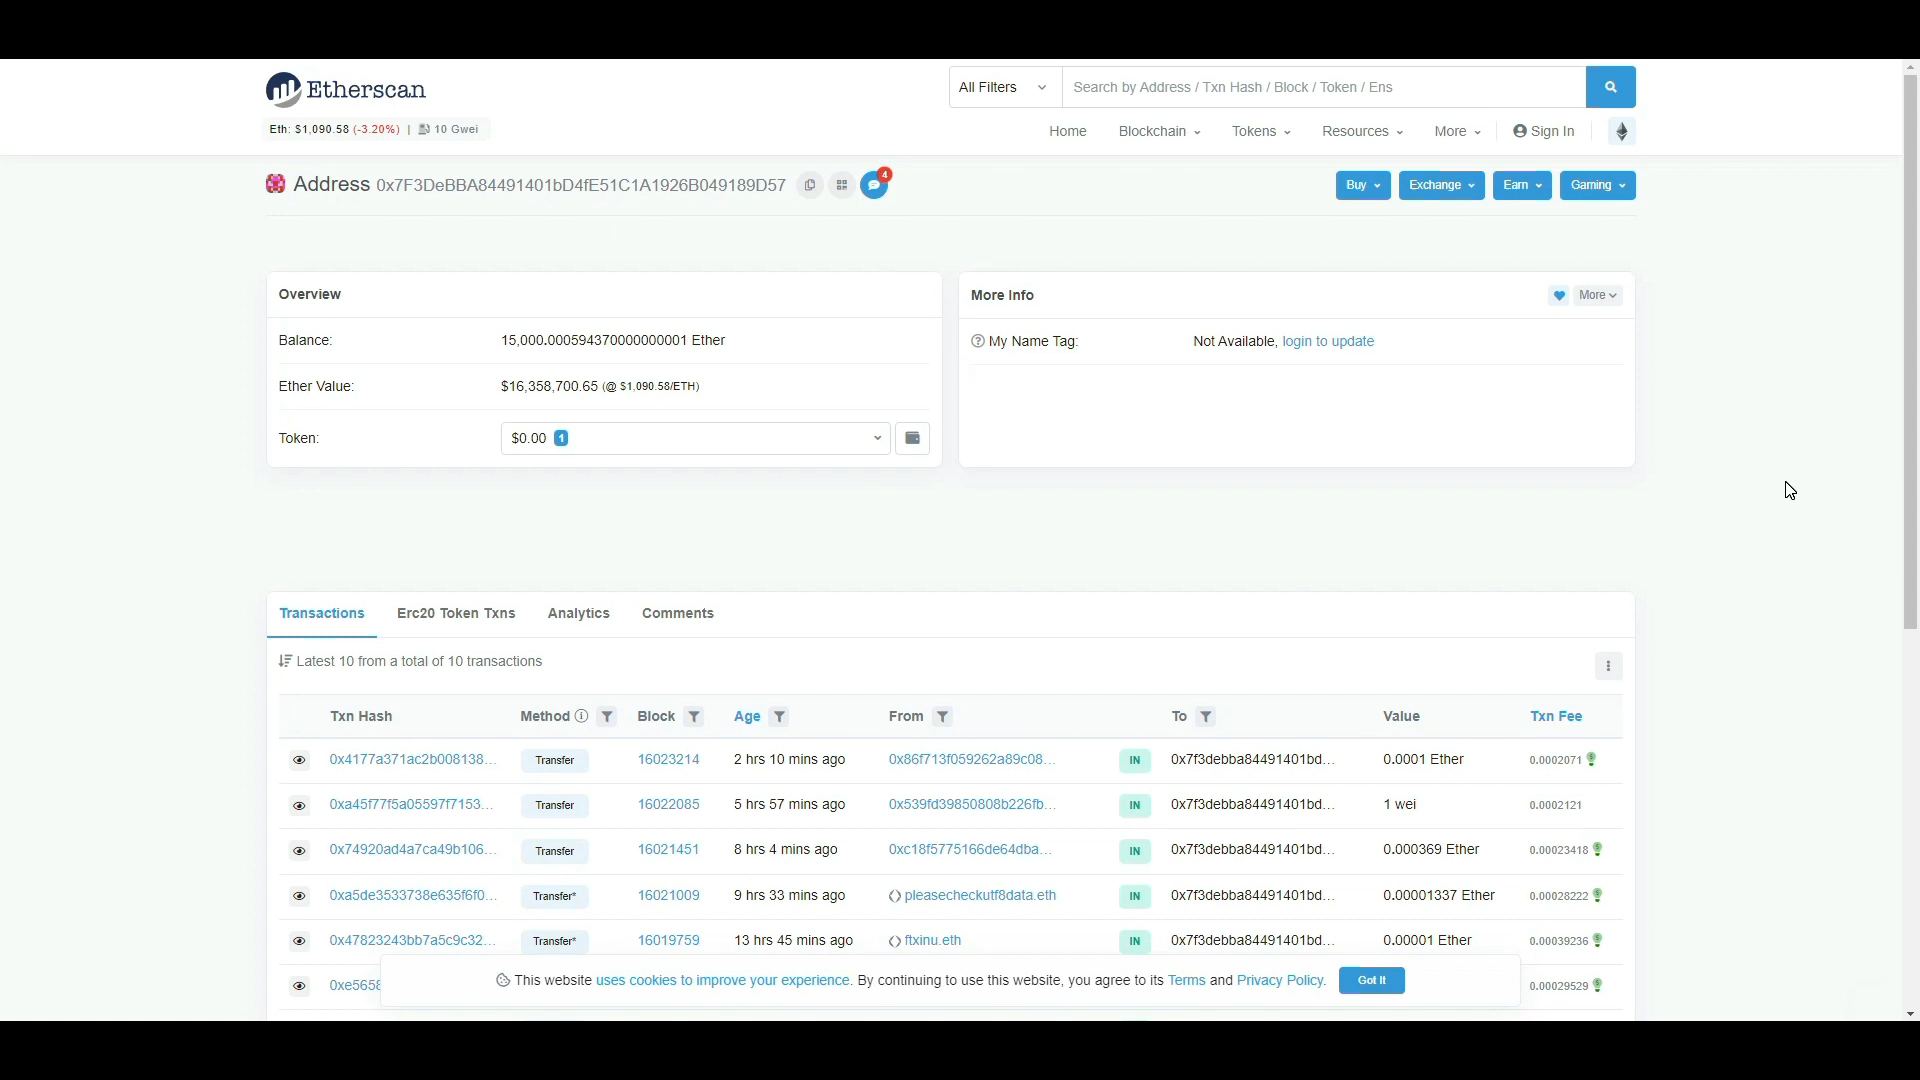 Etherscan
All Filters
Search by Address / Txn Hash / Block / Token / Ens
Eth: $1,090.58 (-3.20%) | 10 Gwei
Home Blockchain Tokens Resources More Sign In
Address 0x7F3DeBBA84491401bD4fE51C1A1926B049189D57 4
Buy Exchange Earn Gaming
Overview
Balance: 15,000.000594370000000001 Ether
Ether Value: $16,358,700.65 (@ $1,090.58/ETH)
Token: $0.00 1
More Info
More
My Name Tag: Not Available, login to update
Transactions Erc20 Token Txns Analytics Comments
Latest 10 from a total of 10 transactions
Txn Hash Method Block Age From To Value Txn Fee
0x4177a371ac2b008138... Transfer 16023214 2 hrs 10 mins ago 0x86f713f059262a89c08... IN 0x7f3debba84491401bd... 0.0001 Ether 0.0002071
0xa45f77f5a05597f7153... Transfer 16022085 5 hrs 57 mins ago 0x539fd39850808b226fb... IN 0x7f3debba84491401bd... 1 wei 0.0002121
0x74920ad4a7ca49b106... Transfer 16021451 8 hrs 4 mins ago 0xc18f5775166de64dba... IN 0x7f3debba84491401bd... 0.000369 Ether 0.00023418
0xa5de3533738e635f6f0... Transfer* 16021009 9 hrs 33 mins ago pleasecheckutf8data.eth IN 0x7f3debba84491401bd... 0.00001337 Ether 0.00028222
0x47823243bb7a5c9c32... Transfer* 16019759 13 hrs 45 mins ago ftxinu.eth IN 0x7f3debba84491401bd... 0.00001 Ether 0.00039236
0xe5658 0.00029529
This website uses cookies to improve your experience. By continuing to use this website, you agree to its Terms and Privacy Policy. Got It